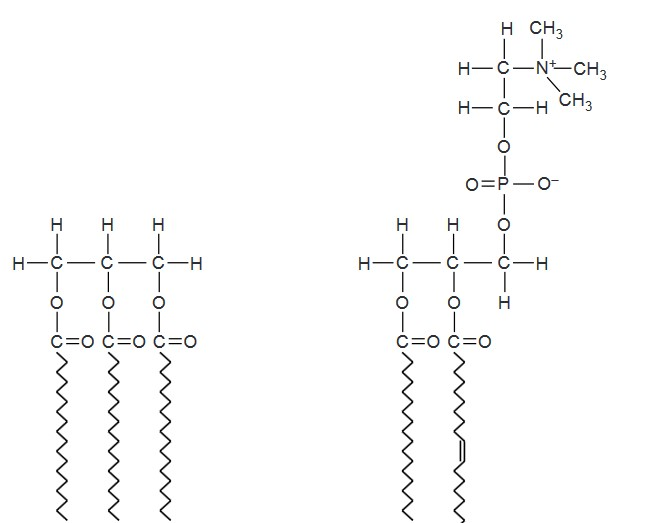 H CH3
H C N+ CH3
CH3
H C H
O
O=P O–
O
H H H H H
H C C C H H C C C H
O O O O O H
C=O C=O C=O C=O C=O